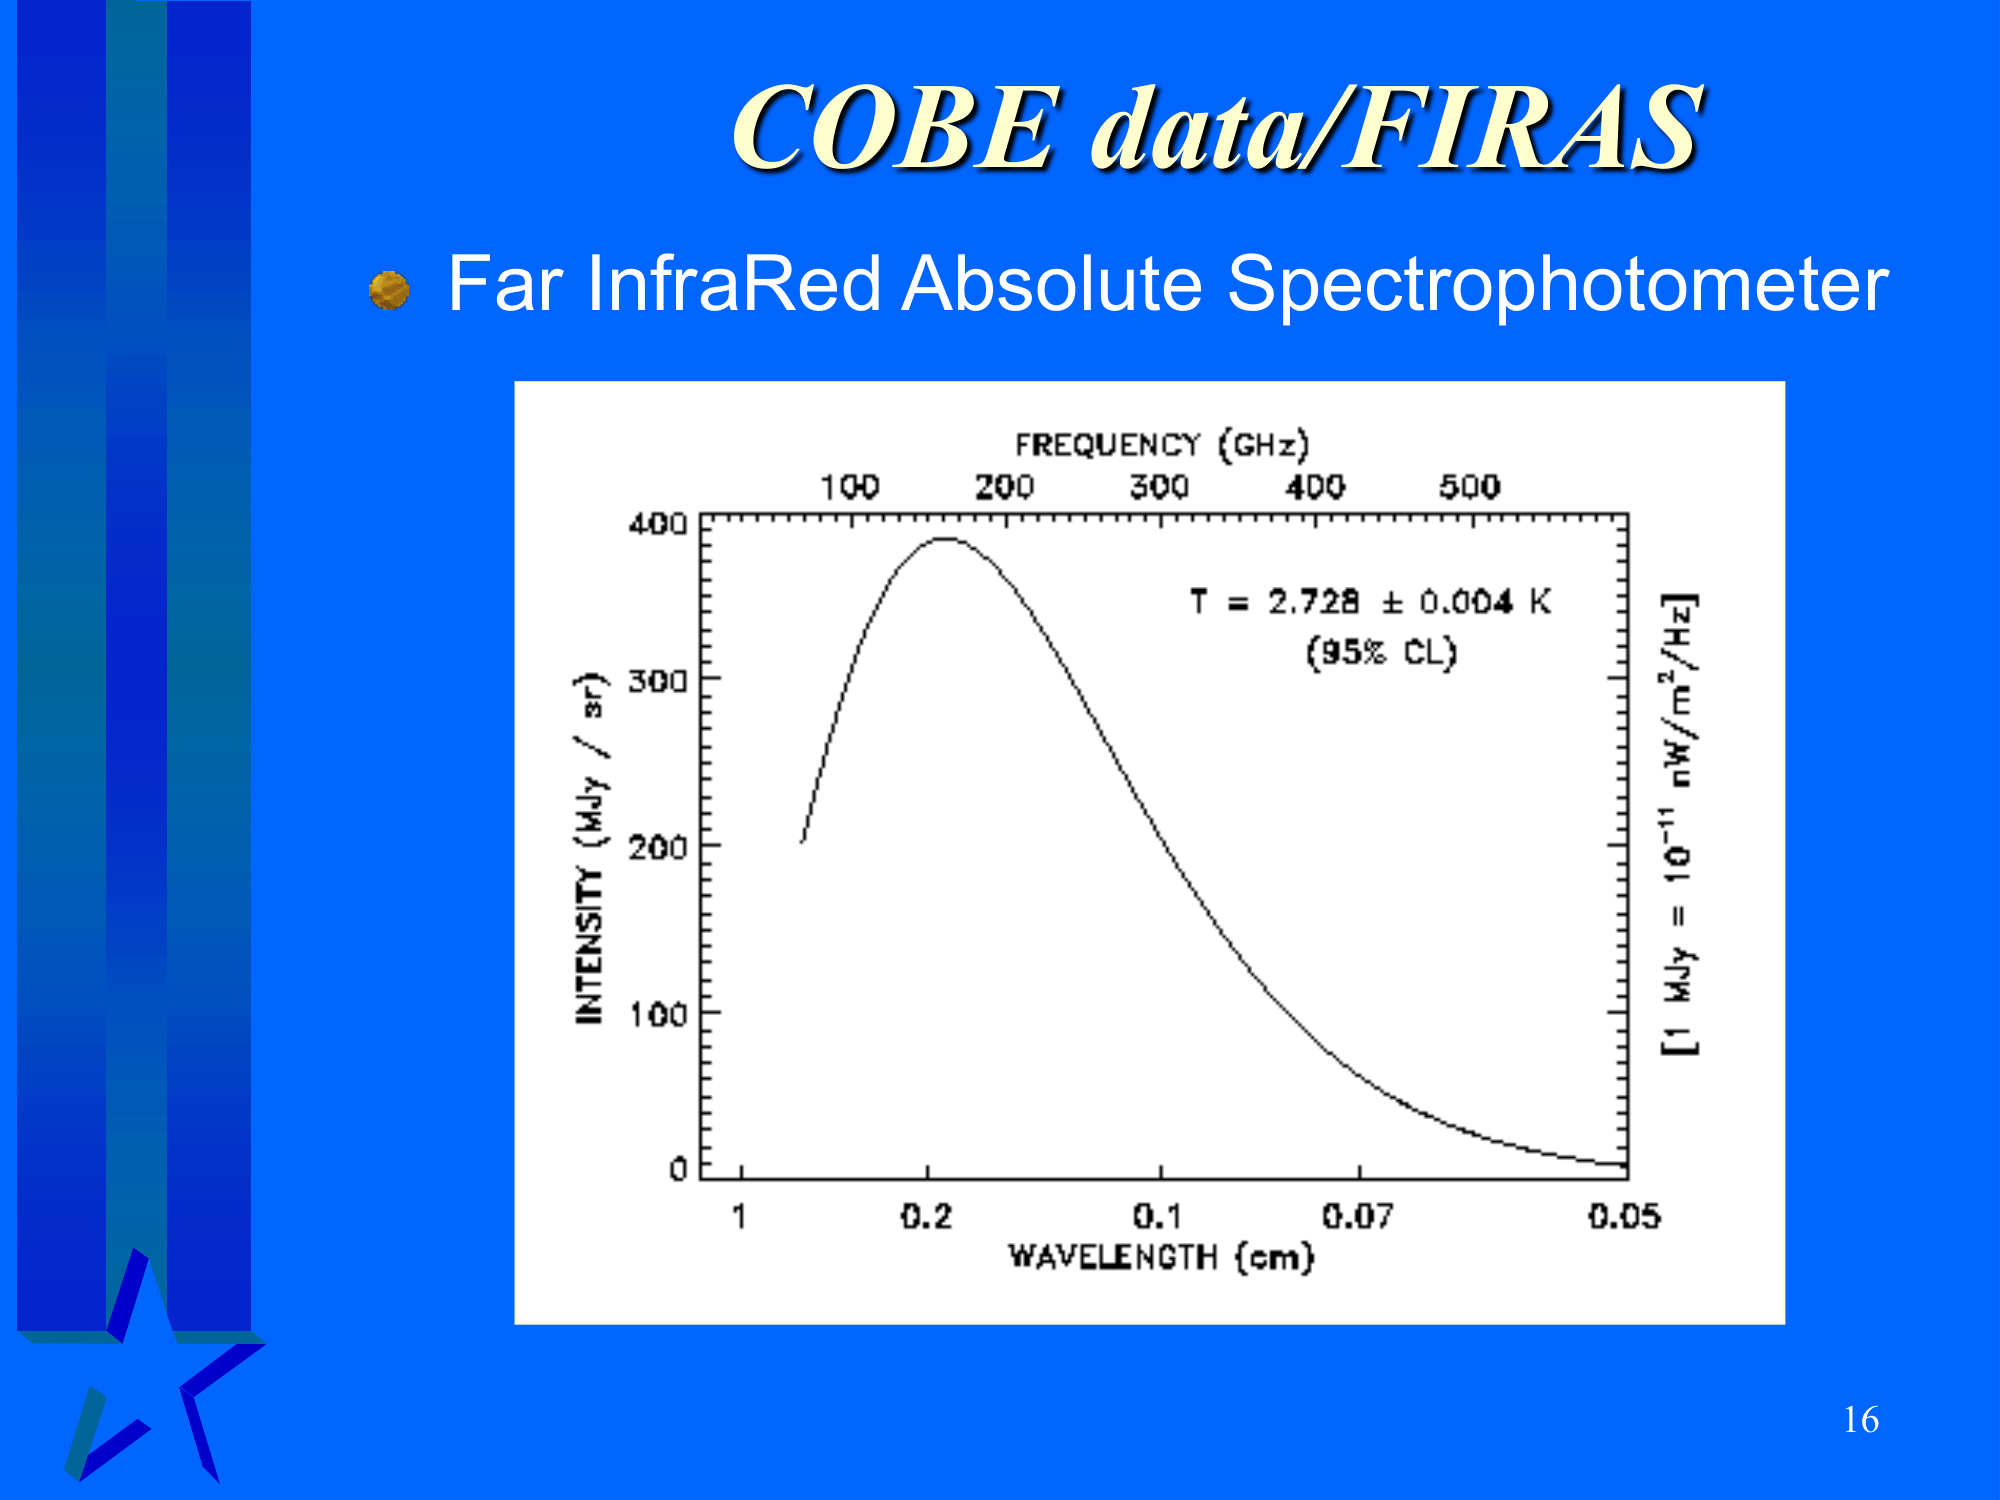 COBE data/FIRAS
Far InfraRed Absolute Spectrophotometer
FREQUENCY (GHz)
100 200 300 400 500
400
300
200
100
0
INTENSITY (MJy / sr)
T = 2.728 ± 0.004 K
(95% CL)
[1 MJy = 10⁻¹¹ nW/m²/Hz]
1 0.2 0.1 0.07 0.05
WAVELENGTH (cm)
16